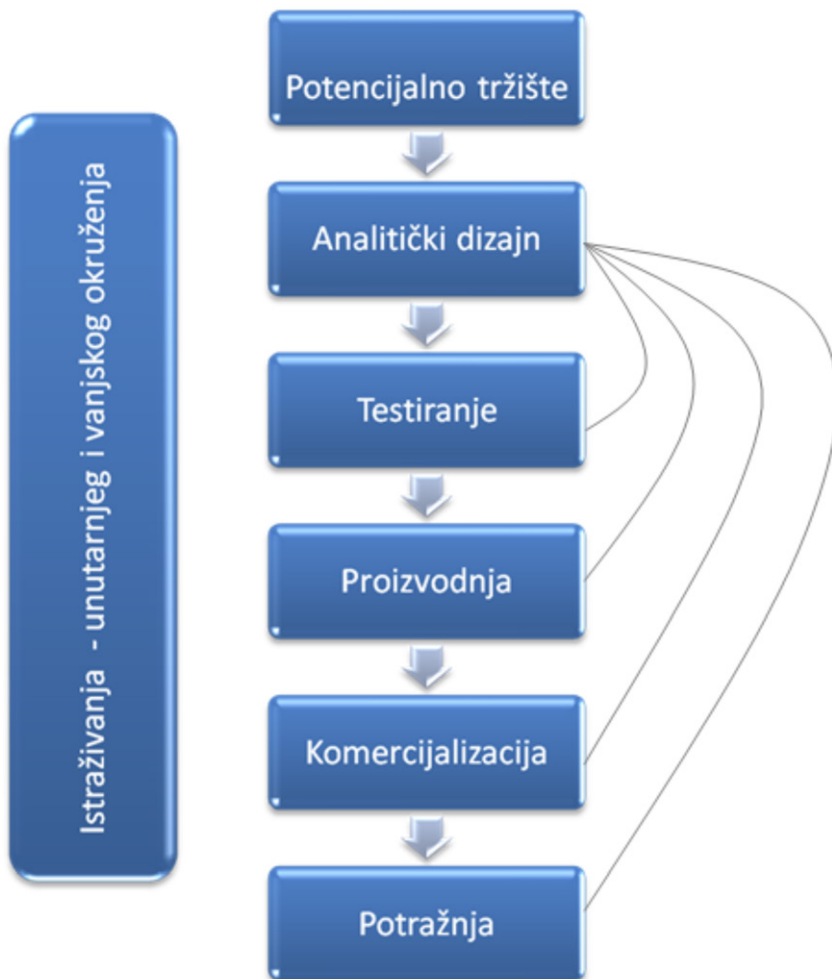 Potencijalno tržište
Istraživanja - unutarnjeg i vanjskog okruženja
Analitički dizajn
Testiranje
Proizvodnja
Komercijalizacija
Potražnja